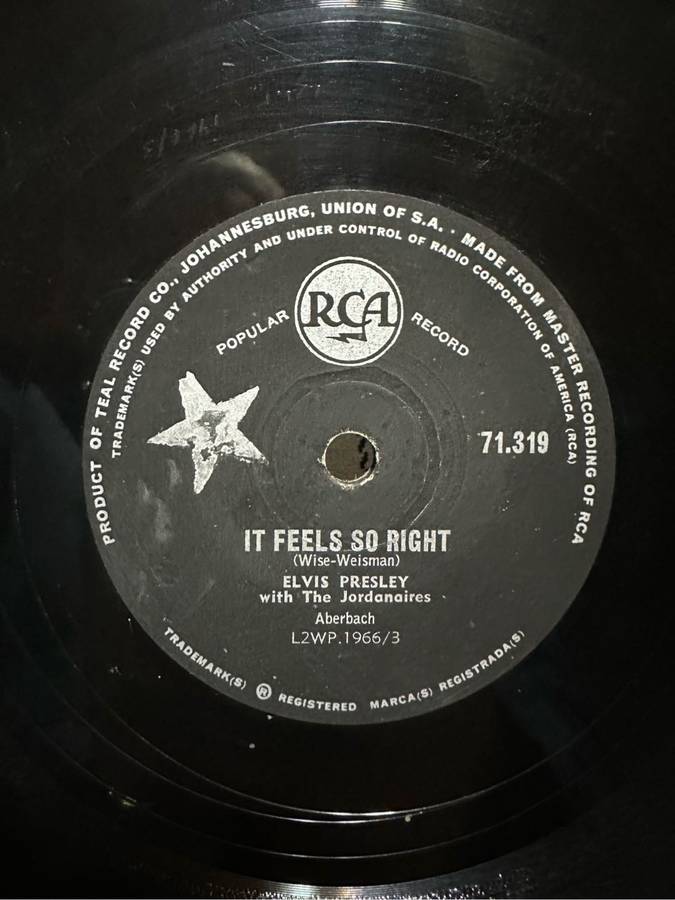 PRODUCT OF TEAL RECORD CO., JOHANNESBURG, UNION OF S.A. · MADE FROM MASTER RECORDING OF RCA
TRADEMARK(S) USED BY AUTHORITY AND UNDER CONTROL OF RADIO CORPORATION OF AMERICA (RCA)
RCA
POPULAR RECORD
71.319
IT FEELS SO RIGHT
(Wise-Weisman)
ELVIS PRESLEY
with The Jordanaires
Aberbach
L2WP.1966/3
TRADEMARK(S) ® REGISTERED MARCA(S) REGISTRADA(S)